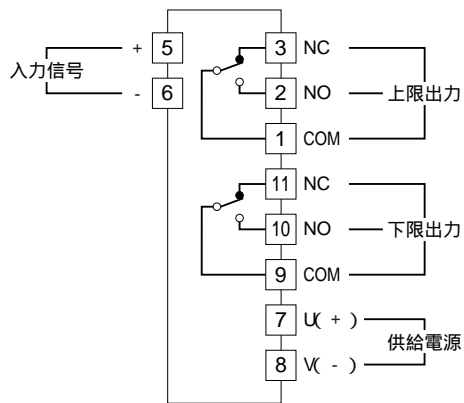 入力信号
+ 5
- 6
3 NC
2 NO
1 COM
上限出力
11 NC
10 NO
9 COM
下限出力
7 U( + )
8 V( - )
供給電源